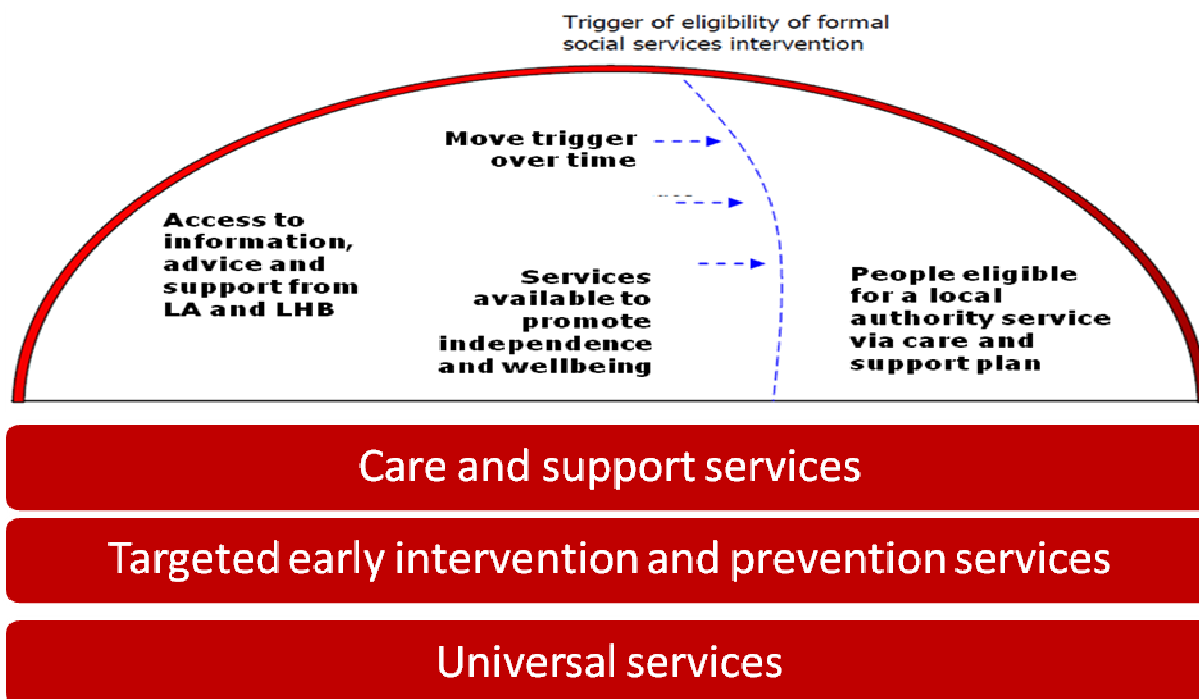 Trigger of eligibility of formal
social services intervention
Move trigger
over time
Access to
information,
advice and
support from
LA and LHB
Services
available to
promote
independence
and wellbeing
People eligible
for a local
authority service
via care and
support plan
Care and support services
Targeted early intervention and prevention services
Universal services